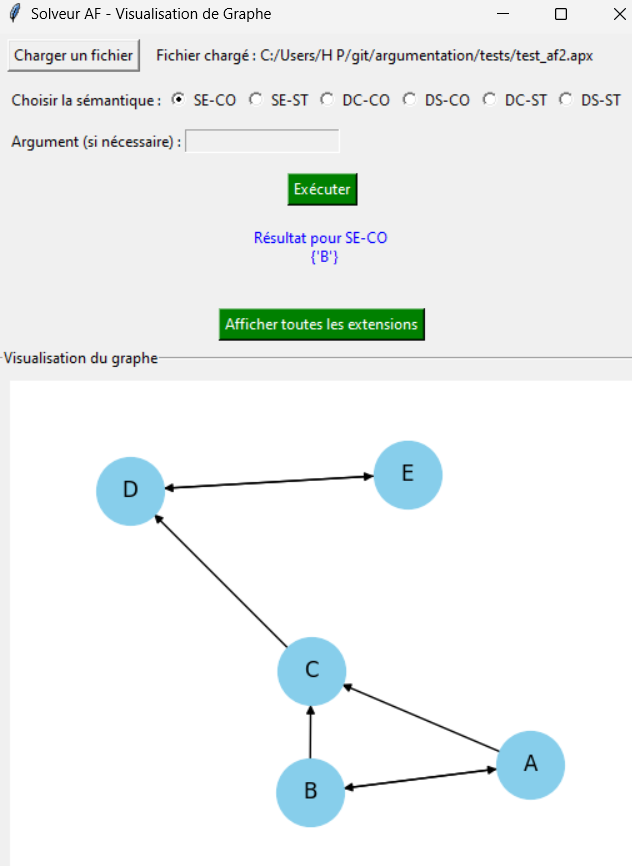 Solveur AF - Visualisation de Graphe
Charger un fichier Fichier chargé : C:/Users/H P/git/argumentation/tests/test_af2.apx
Choisir la sémantique : SE-CO SE-ST DC-CO DS-CO DC-ST DS-ST
Argument (si nécessaire) :
Exécuter
Résultat pour SE-CO
{'B'}
Afficher toutes les extensions
Visualisation du graphe
E
D
C
A
B